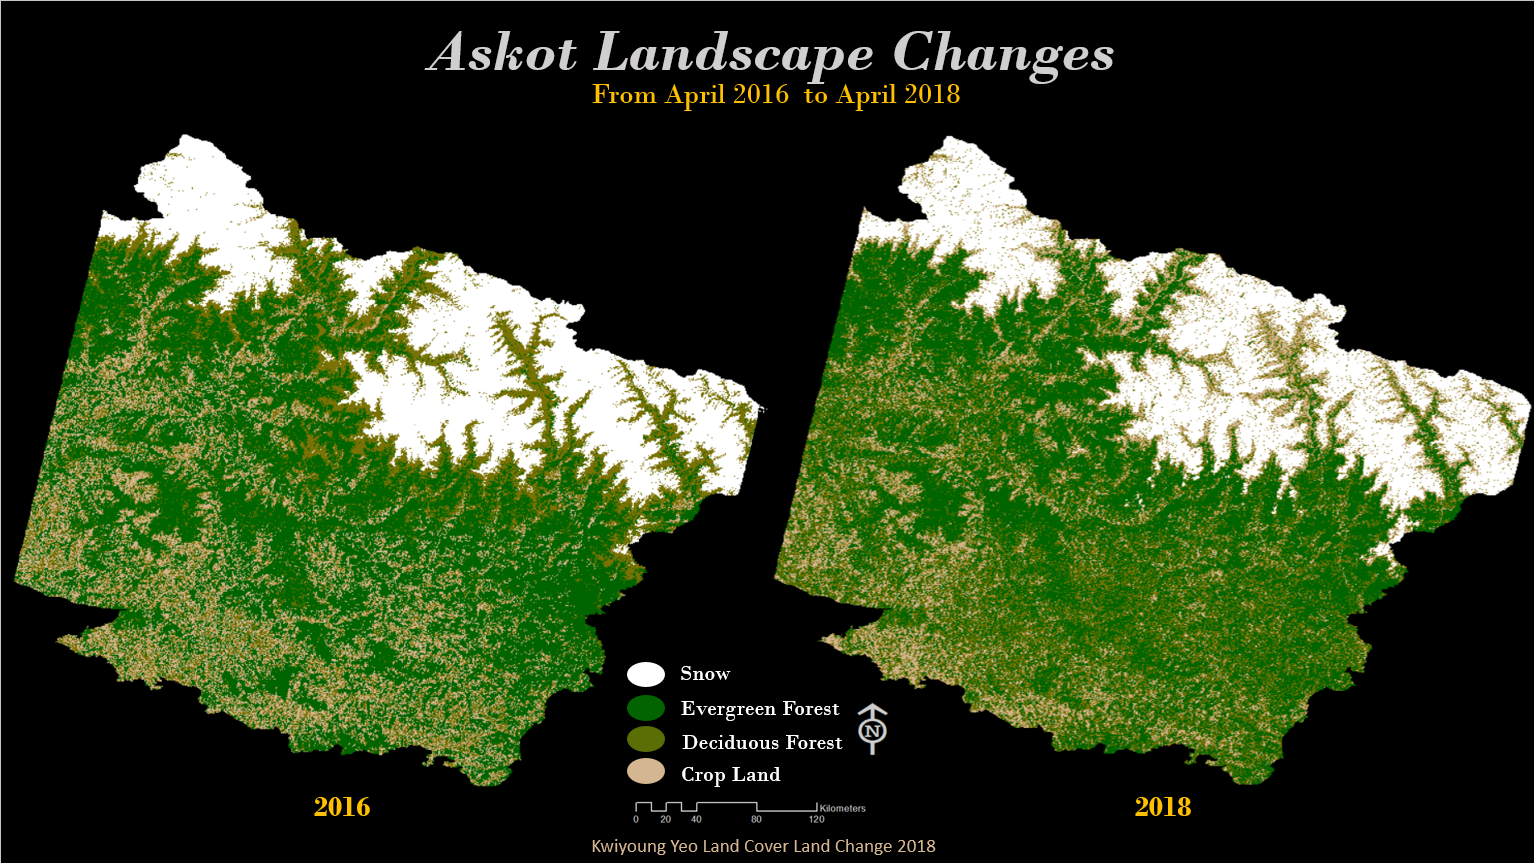 Askot Landscape Changes
From April 2016  to April 2018
Snow
Evergreen Forest
Deciduous Forest
Crop Land
N
Kilometers
0 20 40 80 120
2016
2018
Kwiyoung Yeo Land Cover Land Change 2018